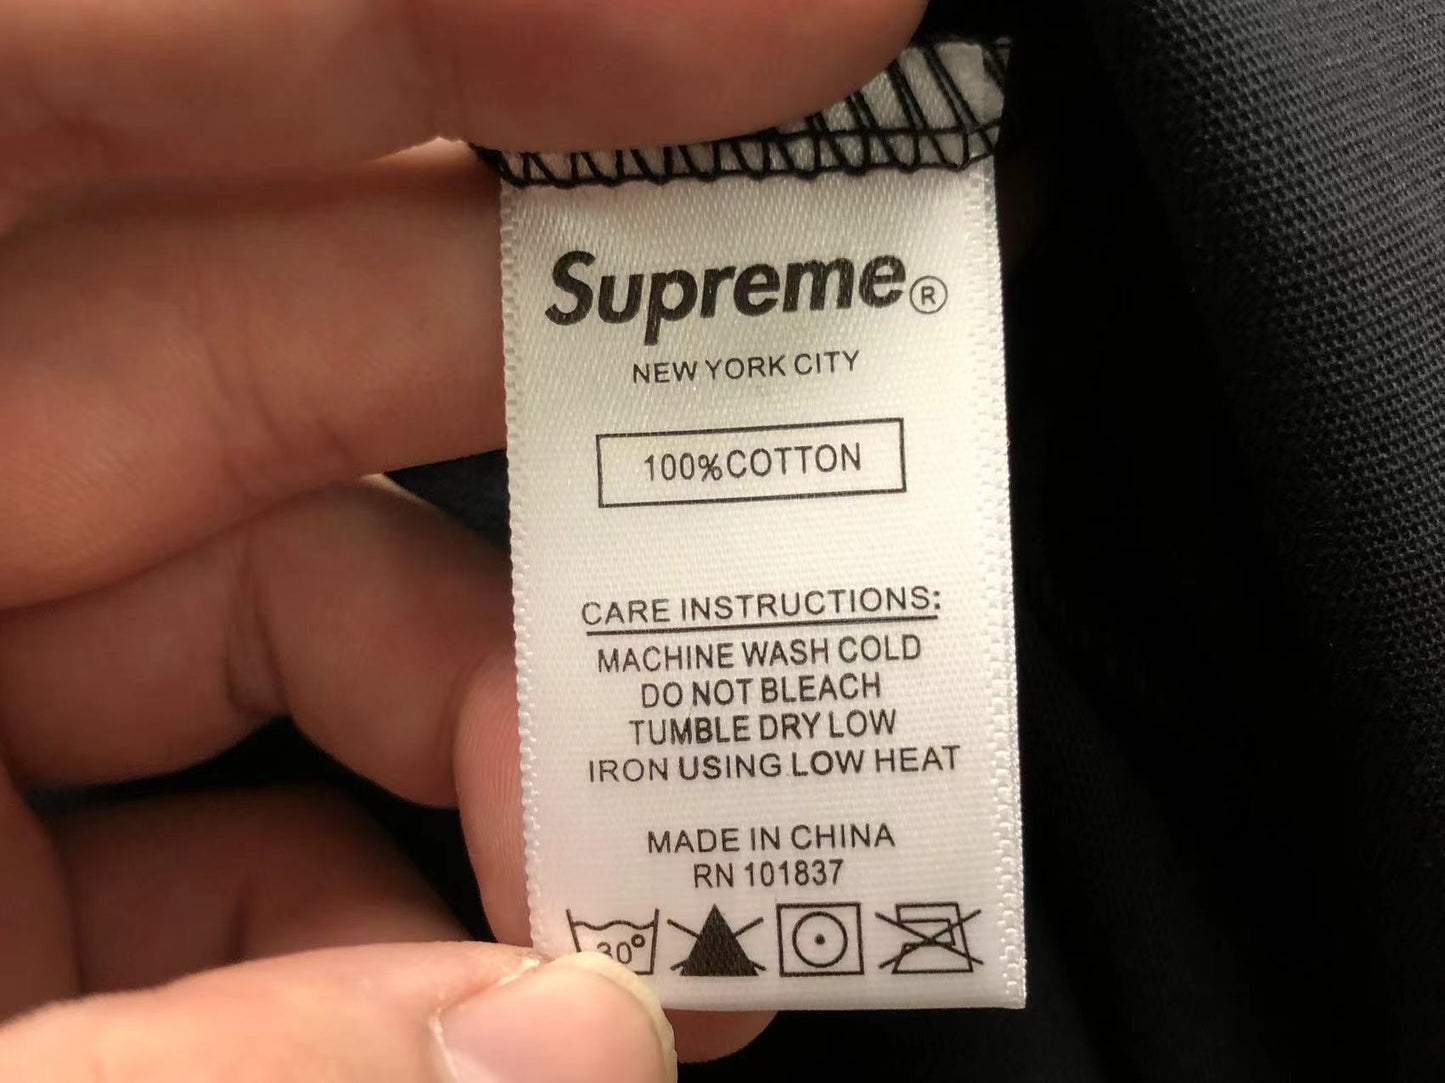 Supreme®
NEW YORK CITY
100%COTTON
CARE INSTRUCTIONS:
MACHINE WASH COLD
DO NOT BLEACH
TUMBLE DRY LOW
IRON USING LOW HEAT
MADE IN CHINA
RN 101837
30°